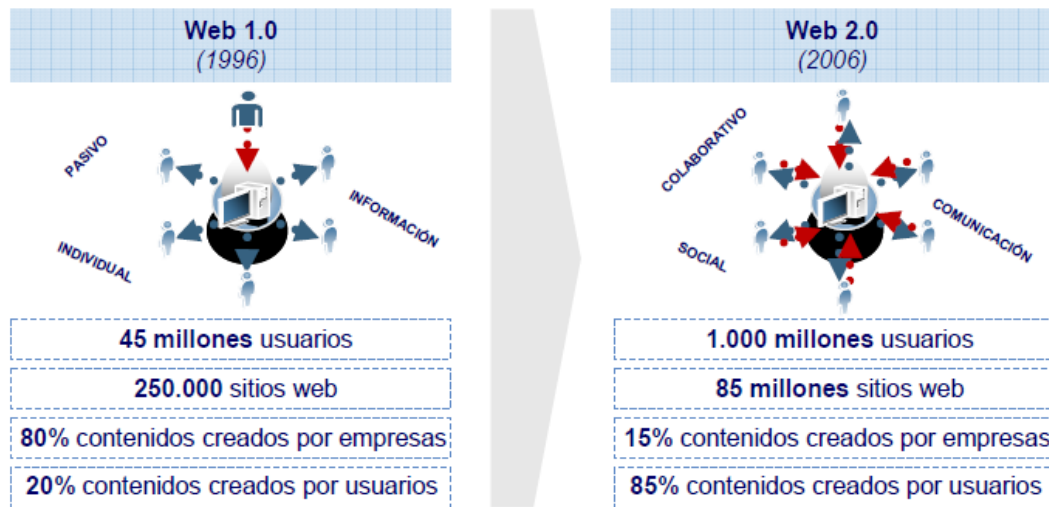 Web 1.0
(1996)
PASIVO
INFORMACIÓN
INDIVIDUAL
45 millones usuarios
250.000 sitios web
80% contenidos creados por empresas
20% contenidos creados por usuarios
Web 2.0
(2006)
COLABORATIVO
COMUNICACIÓN
SOCIAL
1.000 millones usuarios
85 millones sitios web
15% contenidos creados por empresas
85% contenidos creados por usuarios